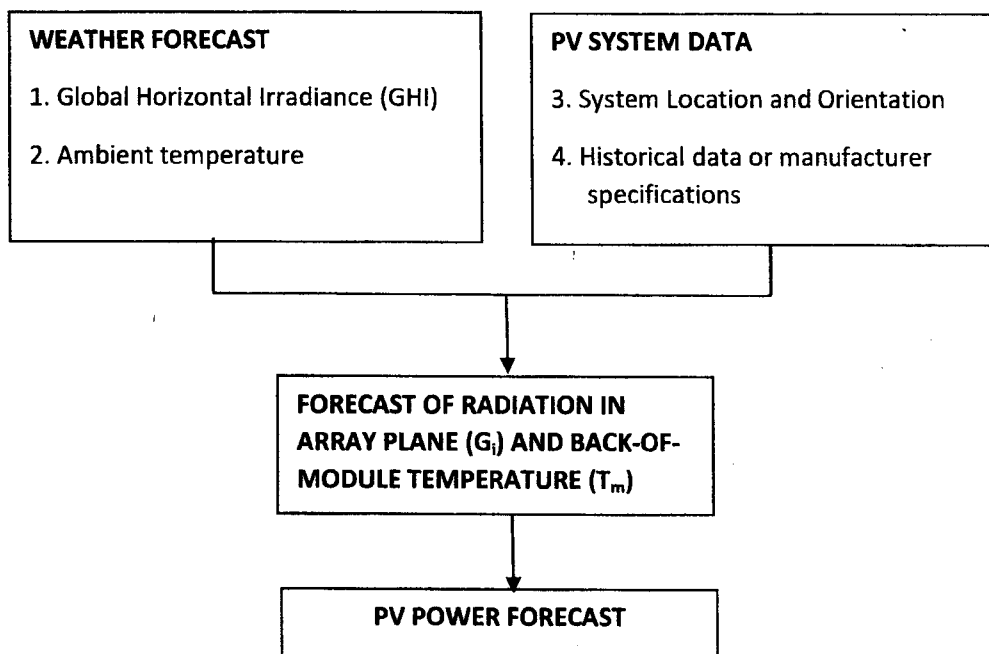 WEATHER FORECAST
1. Global Horizontal Irradiance (GHI)
2. Ambient temperature
PV SYSTEM DATA
3. System Location and Orientation
4. Historical data or manufacturer
specifications
FORECAST OF RADIATION IN
ARRAY PLANE (Gi) AND BACK-OF-
MODULE TEMPERATURE (Tm)
PV POWER FORECAST